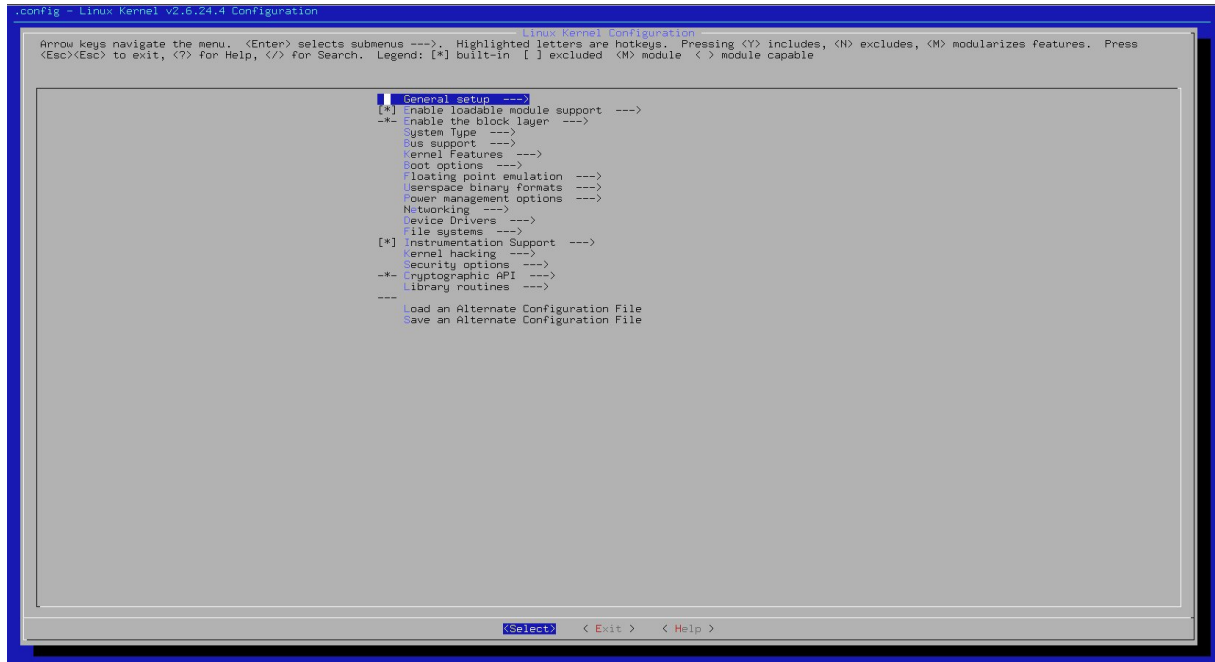 .config - Linux Kernel v2.6.24.4 Configuration
Linux Kernel Configuration
Arrow keys navigate the menu.  <Enter> selects submenus --->.  Highlighted letters are hotkeys.  Pressing <Y> includes, <N> excludes, <M> modularizes features.  Press
<Esc><Esc> to exit, <?> for Help, </> for Search.  Legend: [*] built-in  [ ] excluded  <M> module  < > module capable
General setup  --->
[*] Enable loadable module support  --->
-*- Enable the block layer  --->
System Type  --->
Bus support  --->
Kernel Features  --->
Boot options  --->
Floating point emulation  --->
Userspace binary formats  --->
Power management options  --->
Networking  --->
Device Drivers  --->
File systems  --->
[*] Instrumentation Support  --->
Kernel hacking  --->
Security options  --->
-*- Cryptographic API  --->
Library routines  --->
---
Load an Alternate Configuration File
Save an Alternate Configuration File
<Select>    < Exit >    < Help >